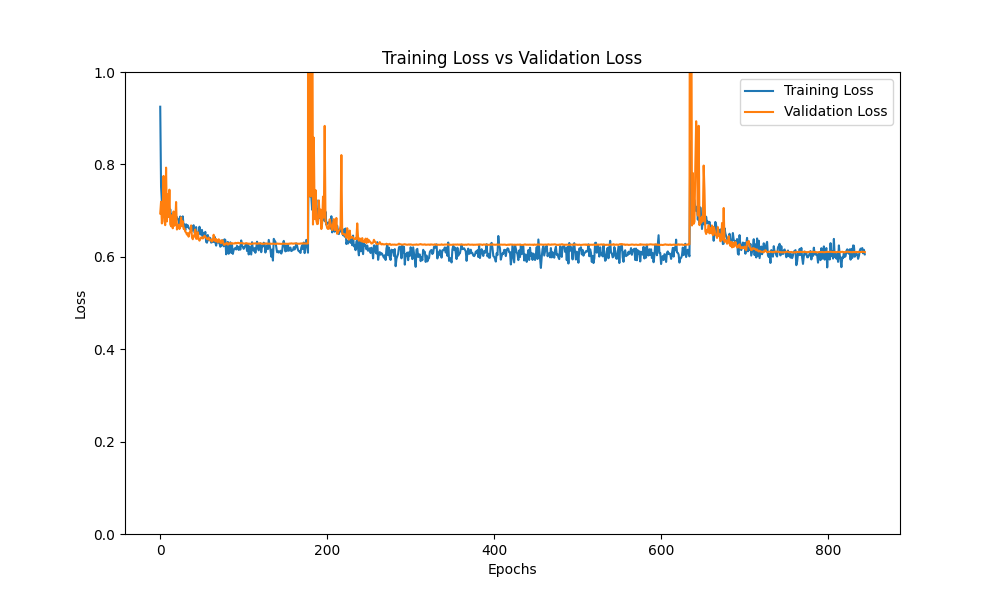 Training Loss vs Validation Loss
Training Loss
Validation Loss
1.0
0.8
0.6
0.4
0.2
0.0
Loss
0 200 400 600 800
Epochs